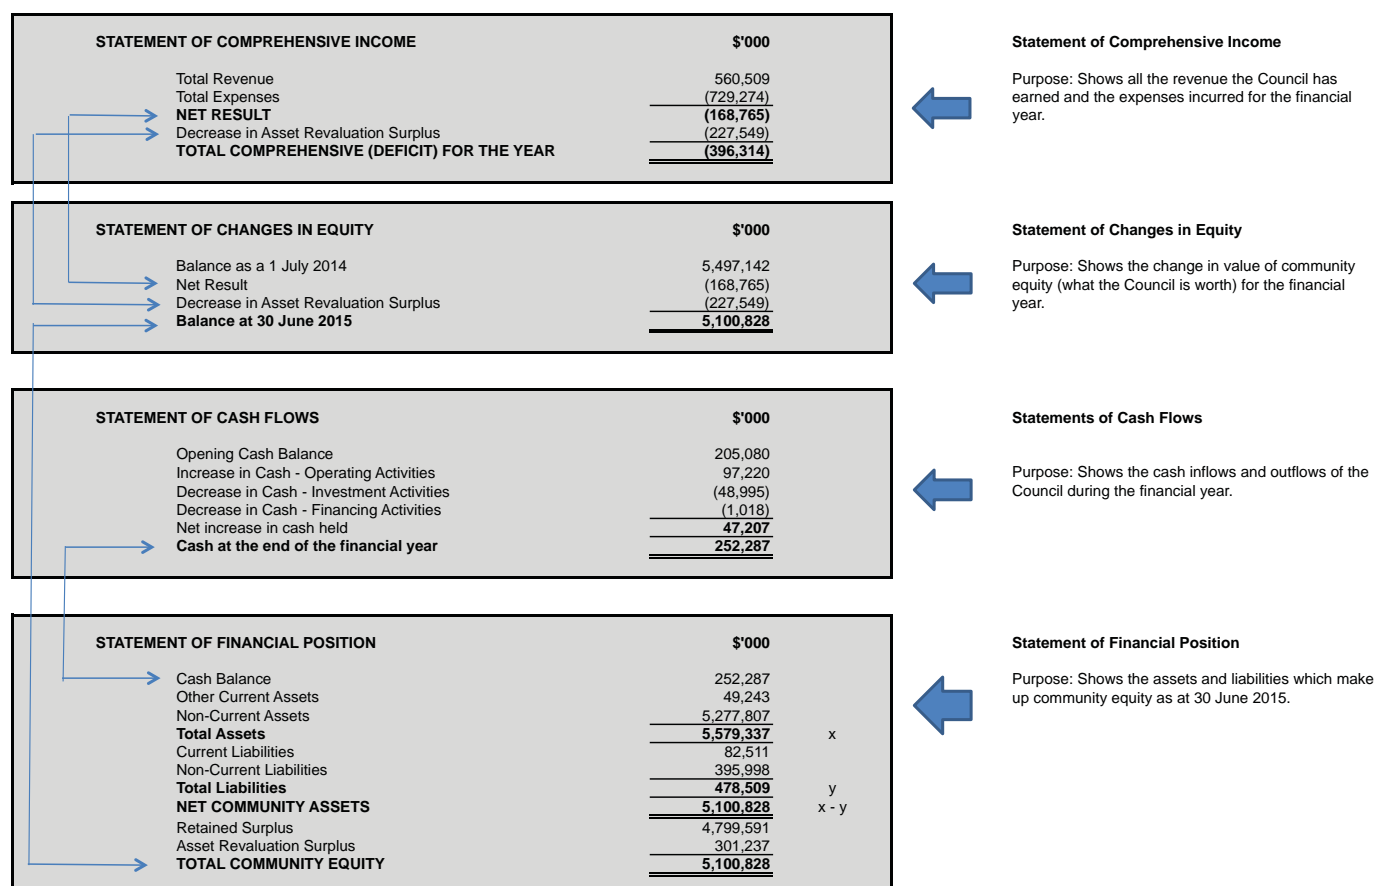 STATEMENT OF COMPREHENSIVE INCOME $'000
Total Revenue 560,509
Total Expenses (729,274)
NET RESULT (168,765)
Decrease in Asset Revaluation Surplus (227,549)
TOTAL COMPREHENSIVE (DEFICIT) FOR THE YEAR (396,314)
Statement of Comprehensive Income
Purpose: Shows all the revenue the Council has
earned and the expenses incurred for the financial
year.
STATEMENT OF CHANGES IN EQUITY $'000
Balance as a 1 July 2014 5,497,142
Net Result (168,765)
Decrease in Asset Revaluation Surplus (227,549)
Balance at 30 June 2015 5,100,828
Statement of Changes in Equity
Purpose: Shows the change in value of community
equity (what the Council is worth) for the financial
year.
STATEMENT OF CASH FLOWS $'000
Opening Cash Balance 205,080
Increase in Cash - Operating Activities 97,220
Decrease in Cash - Investment Activities (48,995)
Decrease in Cash - Financing Activities (1,018)
Net increase in cash held 47,207
Cash at the end of the financial year 252,287
Statements of Cash Flows
Purpose: Shows the cash inflows and outflows of the
Council during the financial year.
STATEMENT OF FINANCIAL POSITION $'000
Cash Balance 252,287
Other Current Assets 49,243
Non-Current Assets 5,277,807
Total Assets 5,579,337 x
Current Liabilities 82,511
Non-Current Liabilities 395,998
Total Liabilities 478,509 y
NET COMMUNITY ASSETS 5,100,828 x - y
Retained Surplus 4,799,591
Asset Revaluation Surplus 301,237
TOTAL COMMUNITY EQUITY 5,100,828
Statement of Financial Position
Purpose: Shows the assets and liabilities which make
up community equity as at 30 June 2015.